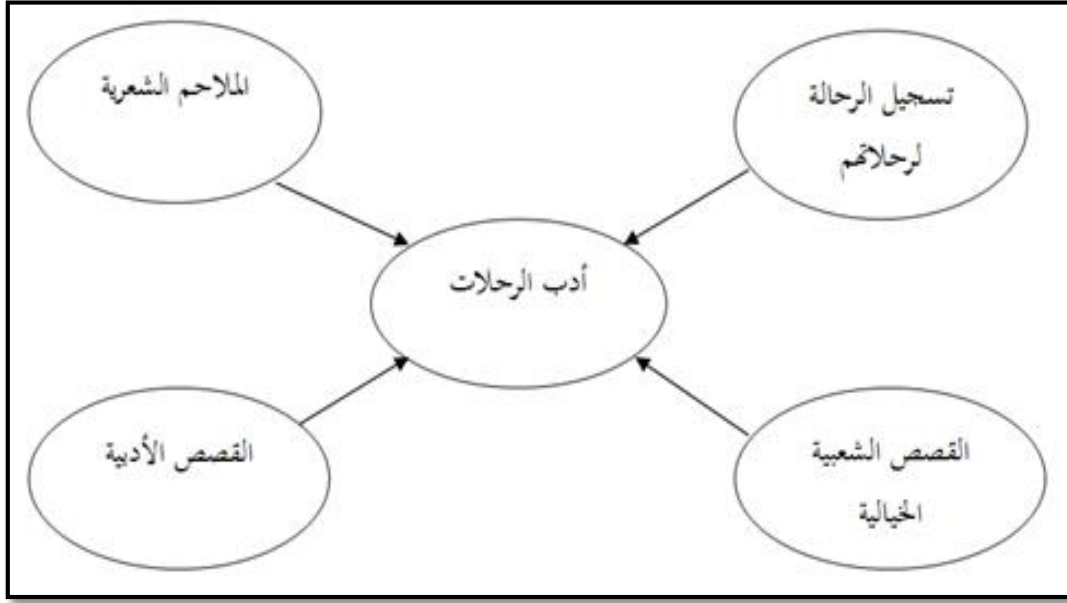 تسجيل الرحالة
لرحلاتهم
الملاحم الشعرية
أدب الرحلات
القصص الشعبية
الخيالية
القصص الأدبية